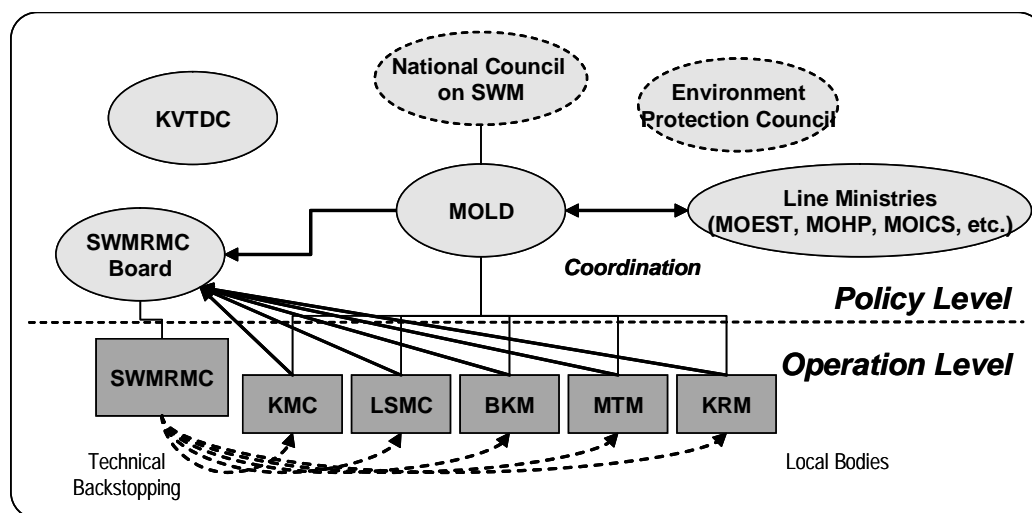 National Council
on SWM
KVTDC
Environment
Protection Council
MOLD
Line Ministries
(MOEST, MOHP, MOICS, etc.)
SWMRMC
Board
Coordination
Policy Level
Operation Level
SWMRMC
KMC
LSMC
BKM
MTM
KRM
Technical
Backstopping
Local Bodies